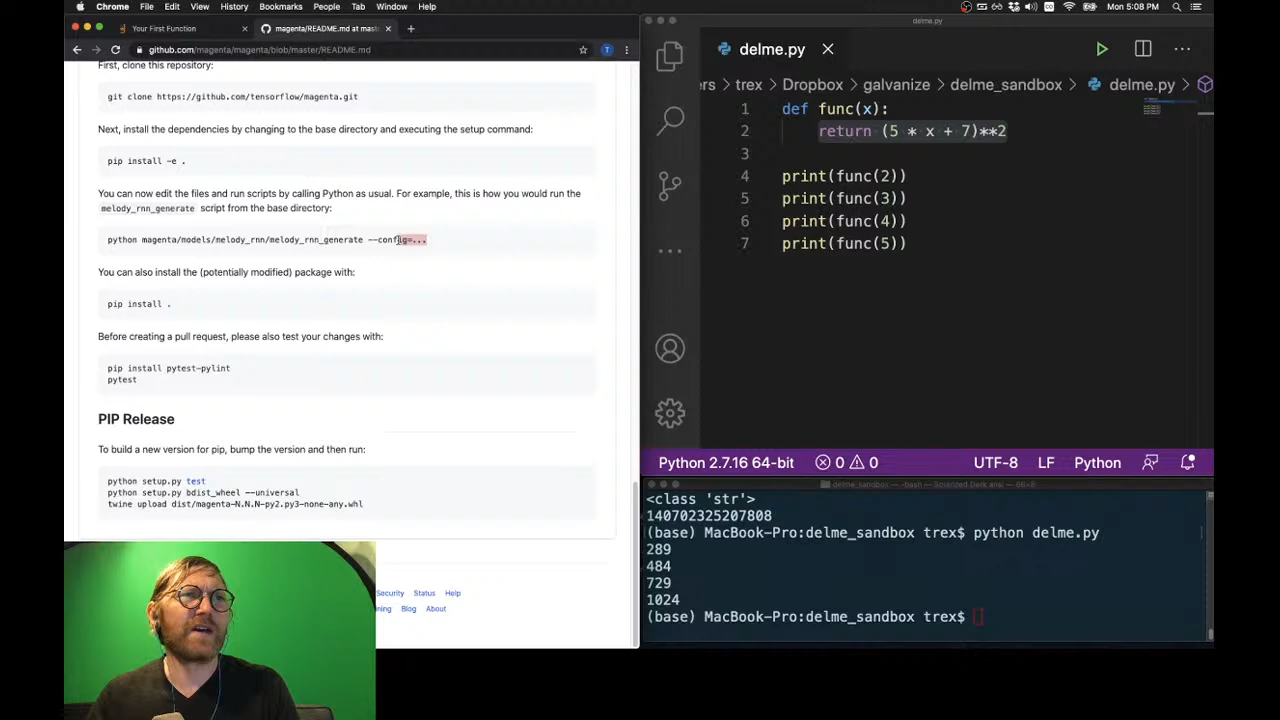 Chrome File Edit View History Bookmarks People Tab Window Help
Mon 5:08 PM
Your First Function
magenta/README.md at mas
github.com/magenta/magenta/blob/master/README.md
T
First, clone this repository:
git clone https://github.com/tensorflow/magenta.git
Next, install the dependencies by changing to the base directory and executing the setup command:
pip install -e .
You can now edit the files and run scripts by calling Python as usual. For example, this is how you would run the
melody_rnn_generate script from the base directory:
python magenta/models/melody_rnn/melody_rnn_generate --config=...
You can also install the (potentially modified) package with:
pip install .
Before creating a pull request, please also test your changes with:
pip install pytest-pylint
pytest
PIP Release
To build a new version for pip, bump the version and then run:
python setup.py test
python setup.py bdist_wheel --universal
twine upload dist/magenta-N.N.N-py2.py3-none-any.whl
Security Status Help
ning Blog About
delme.py
delme.py
ers › trex › Dropbox › galvanize › delme_sandbox › delme.py ›
1 def func(x):
2 return (5 * x + 7)**2
3
4 print(func(2))
5 print(func(3))
6 print(func(4))
7 print(func(5))
Python 2.7.16 64-bit 0 0 UTF-8 LF Python
delme_sandbox — -bash — Solarized Dark ansi — 66×8
<class 'str'>
140702325207808
(base) MacBook-Pro:delme_sandbox trex$ python delme.py
289
484
729
1024
(base) MacBook-Pro:delme_sandbox trex$